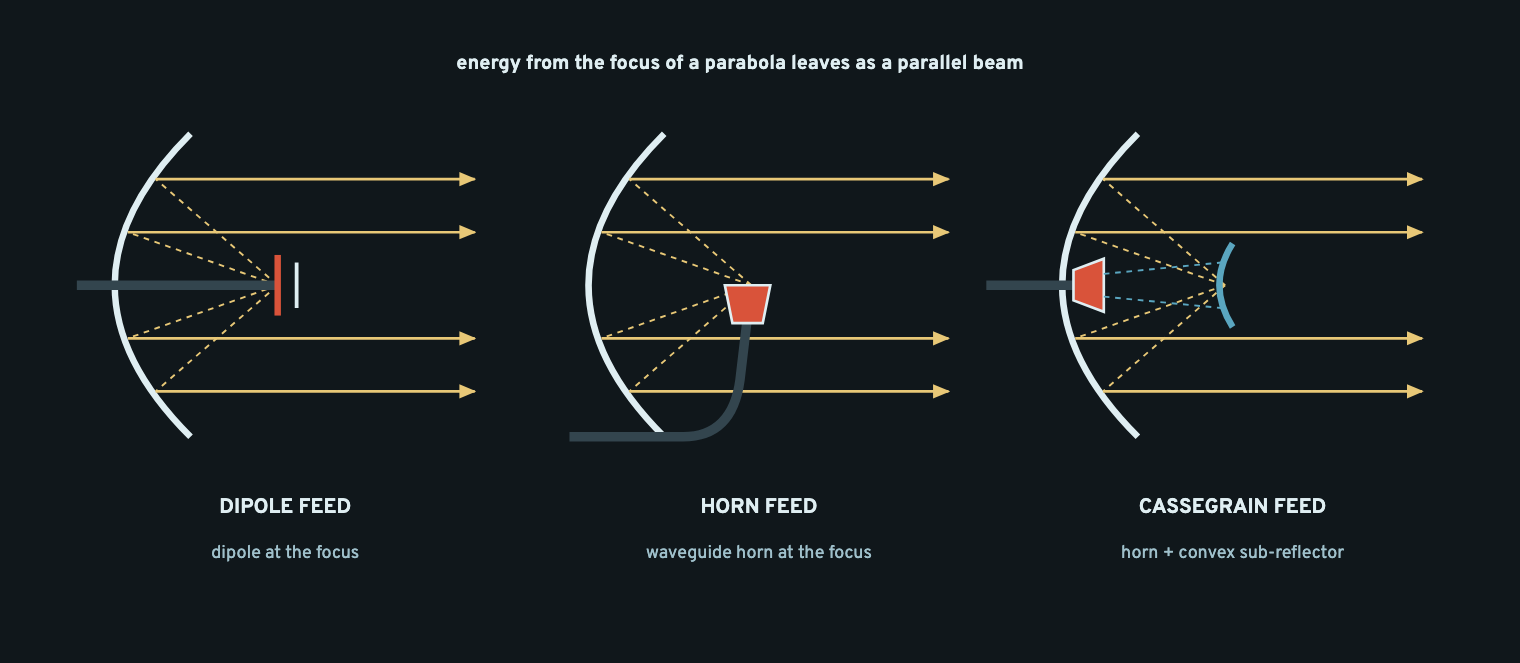 energy from the focus of a parabola leaves as a parallel beam
DIPOLE FEED
dipole at the focus
HORN FEED
waveguide horn at the focus
CASSEGRAIN FEED
horn + convex sub-reflector